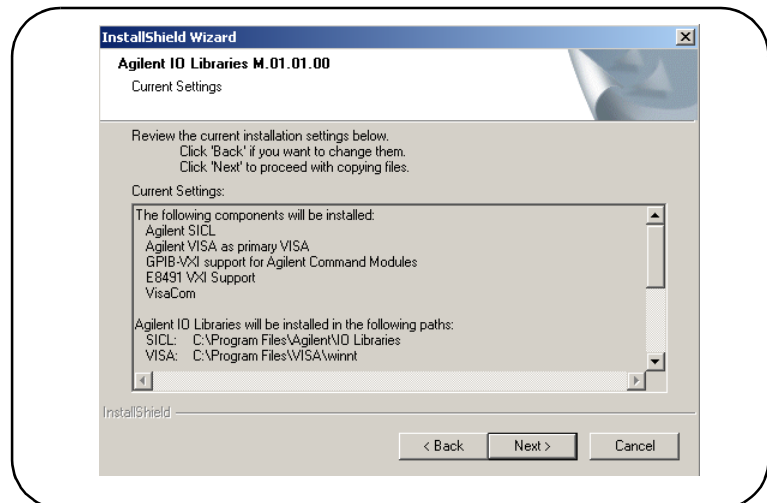 InstallShield Wizard
Agilent IO Libraries M.01.01.00
Current Settings
Review the current installation settings below.
Click 'Back' if you want to change them.
Click 'Next' to proceed with copying files.
Current Settings:
The following components will be installed:
Agilent SICL
Agilent VISA as primary VISA
GPIB-VXI support for Agilent Command Modules
E8491 VXI Support
VisaCom
Agilent IO Libraries will be installed in the following paths:
SICL: C:\Program Files\Agilent\IO Libraries
VISA: C:\Program Files\VISA\winnt
InstallShield
< Back Next > Cancel